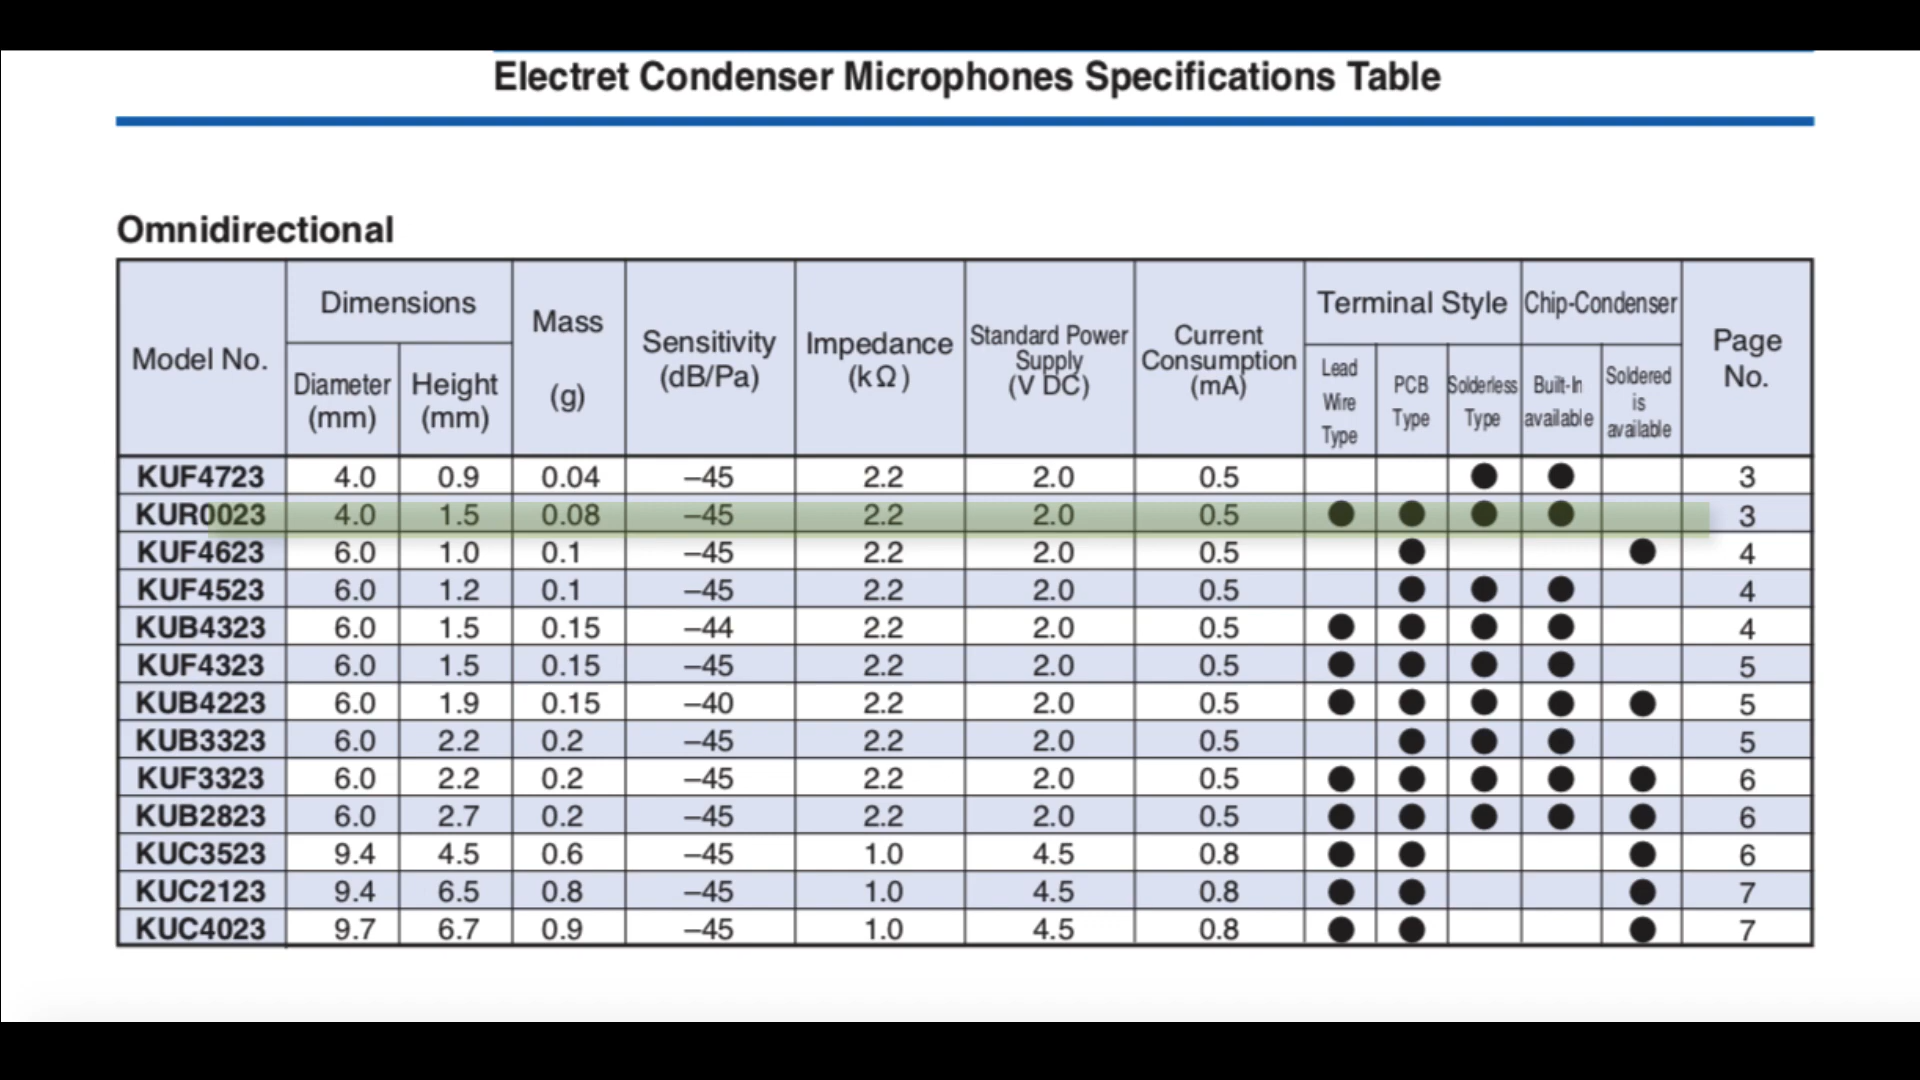 Electret Condenser Microphones Specifications Table
Omnidirectional
Model No. Dimensions Mass (g) Sensitivity (dB/Pa) Impedance (kΩ) Standard Power Supply (V DC) Current Consumption (mA) Terminal Style Chip-Condenser Page No.
Diameter (mm) Height (mm) Lead Wire Type PCB Type Solderless Type Built-In available Soldered is available
KUF4723 4.0 0.9 0.04 –45 2.2 2.0 0.5 ● ● 3
KUR0023 4.0 1.5 0.08 –45 2.2 2.0 0.5 ● ● ● ● 3
KUF4623 6.0 1.0 0.1 –45 2.2 2.0 0.5 ● ● 4
KUF4523 6.0 1.2 0.1 –45 2.2 2.0 0.5 ● ● ● 4
KUB4323 6.0 1.5 0.15 –44 2.2 2.0 0.5 ● ● ● ● 4
KUF4323 6.0 1.5 0.15 –45 2.2 2.0 0.5 ● ● ● ● 5
KUB4223 6.0 1.9 0.15 –40 2.2 2.0 0.5 ● ● ● ● ● 5
KUB3323 6.0 2.2 0.2 –45 2.2 2.0 0.5 ● ● ● 5
KUF3323 6.0 2.2 0.2 –45 2.2 2.0 0.5 ● ● ● ● ● 6
KUB2823 6.0 2.7 0.2 –45 2.2 2.0 0.5 ● ● ● ● ● 6
KUC3523 9.4 4.5 0.6 –45 1.0 4.5 0.8 ● ● ● 6
KUC2123 9.4 6.5 0.8 –45 1.0 4.5 0.8 ● ● ● 7
KUC4023 9.7 6.7 0.9 –45 1.0 4.5 0.8 ● ● ● 7